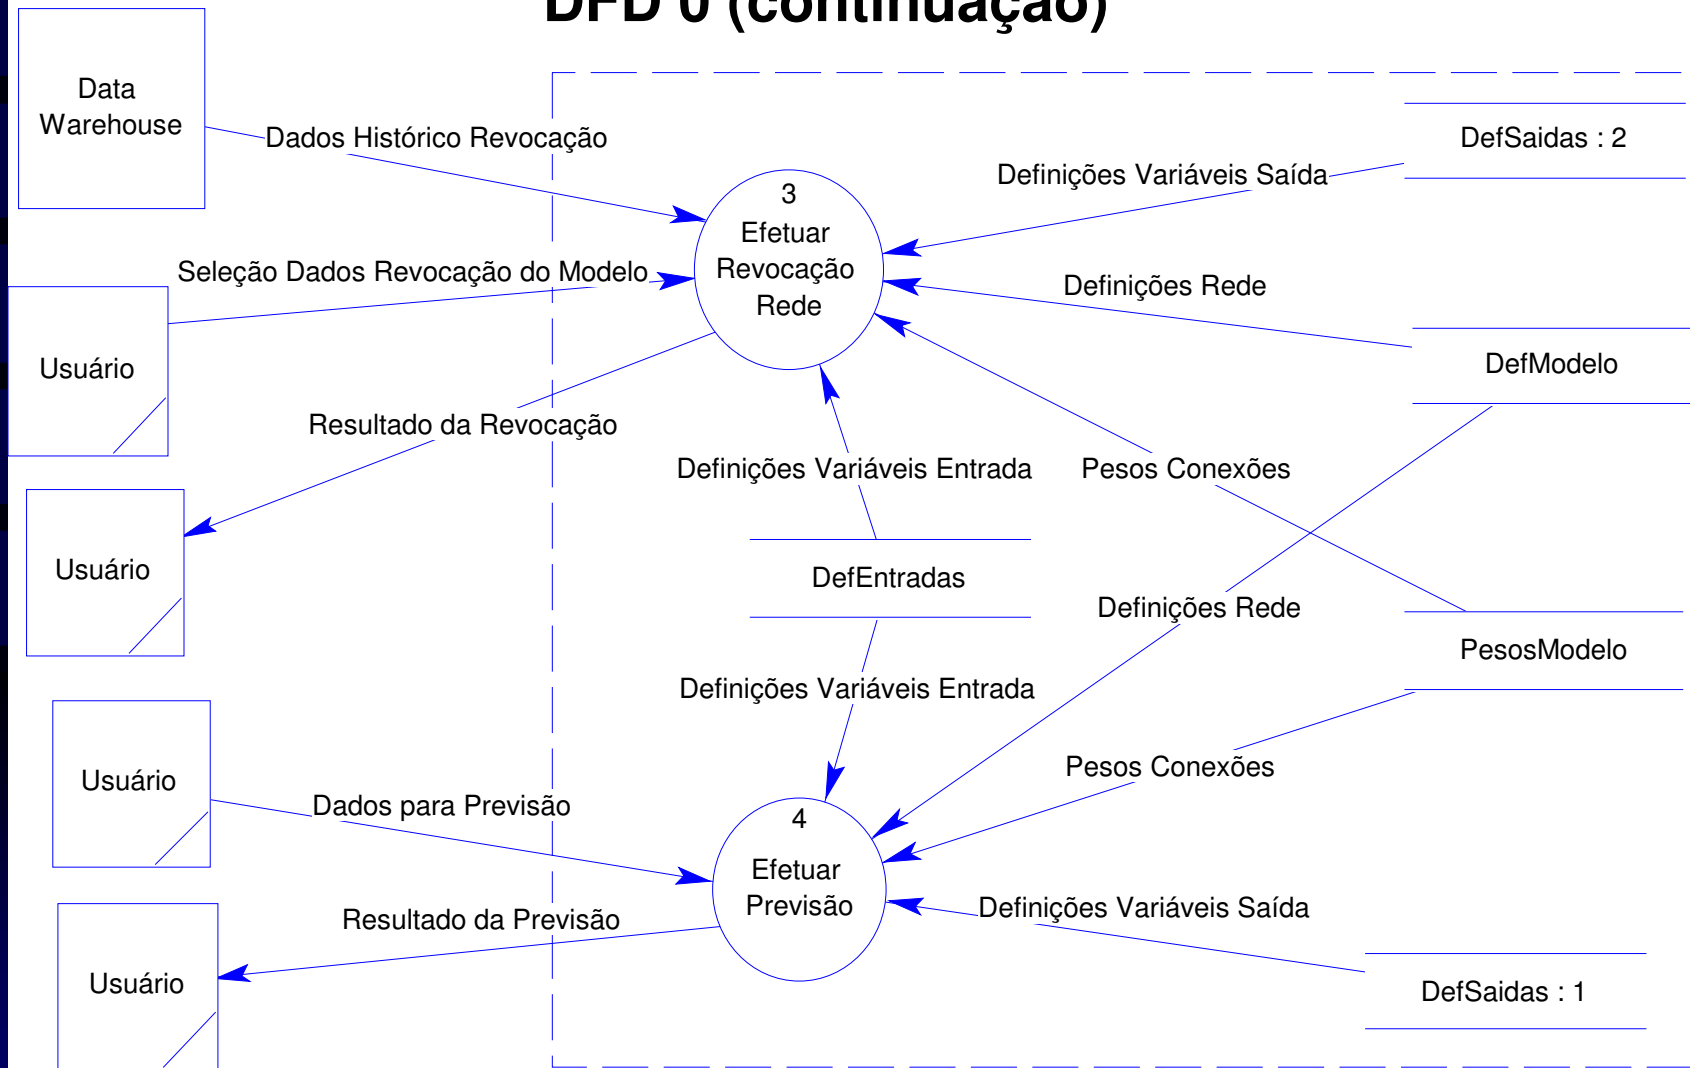 DFD 0 (continuação)
Data
Warehouse
Dados Histórico Revocação
DefSaidas : 2
Definições Variáveis Saída
3
Efetuar
Revocação
Rede
Seleção Dados Revocação do Modelo
Definições Rede
Usuário
DefModelo
Resultado da Revocação
Definições Variáveis Entrada
Pesos Conexões
Usuário
DefEntradas
Definições Rede
PesosModelo
Definições Variáveis Entrada
Usuário
Pesos Conexões
Dados para Previsão
4
Efetuar
Previsão
Resultado da Previsão
Definições Variáveis Saída
Usuário
DefSaidas : 1